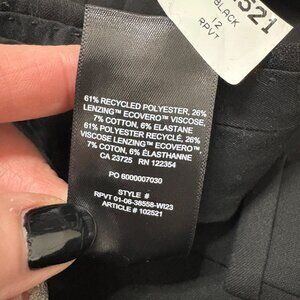 S21
BLACK
12
RPVT
61% RECYCLED POLYESTER, 26%
LENZING™ ECOVERO™ VISCOSE
7% COTTON, 6% ELASTANE
61% POLYESTER RECYCLÉ, 26%
VISCOSE LENZING™ ECOVERO™,
7% COTON, 6% ÉLASTHANNE
CA 23725 RN 122354
PO 6000007030
STYLE #
RPVT 01-06-38558-WI23
ARTICLE # 102521